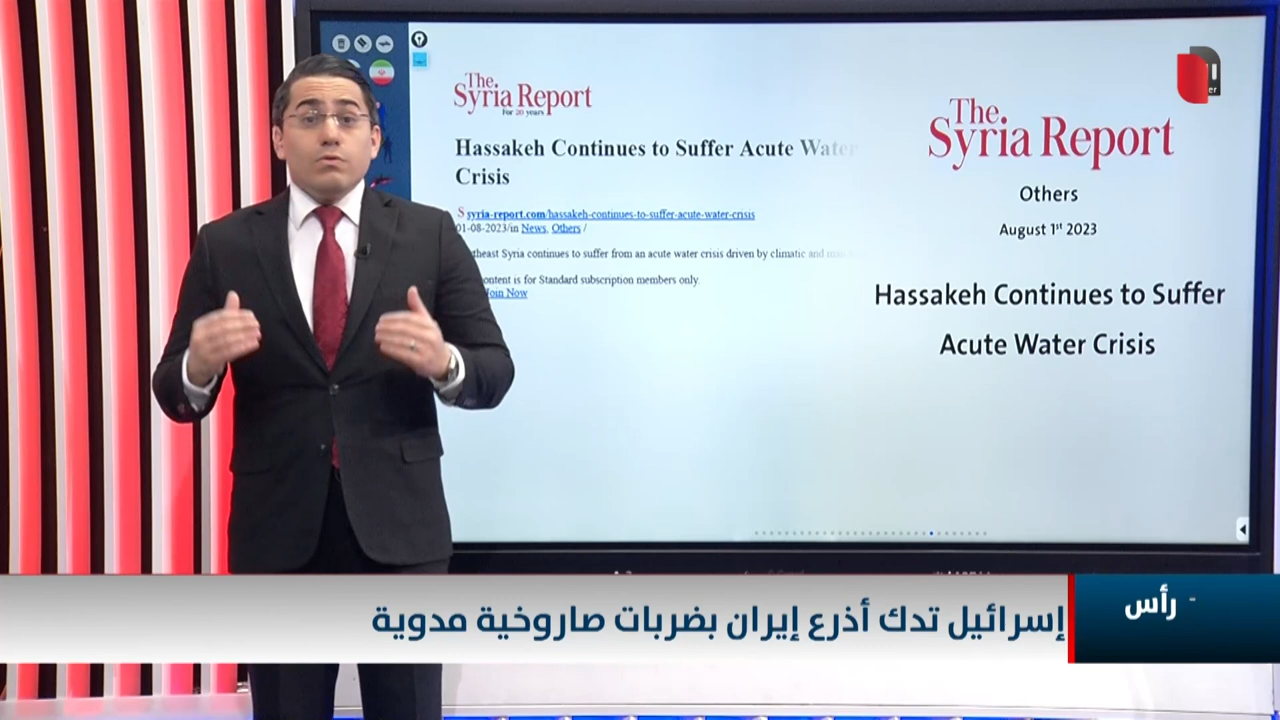 The
Syria Report
For 20 years
Hassakeh Continues to Suffer Acute Water
Crisis
S syria-report.com/hassakeh-continues-to-suffer-acute-water-crisis
01-08-2023/in News, Others /
heast Syria continues to suffer from an acute water crisis driven by climatic and
ontent is for Standard subscription members only.
Join Now
The
Syria Report
Others
August 1st 2023
Hassakeh Continues to Suffer
Acute Water Crisis
er
رأس -
إسرائيل تدك أذرع إيران بضربات صاروخية مدوية